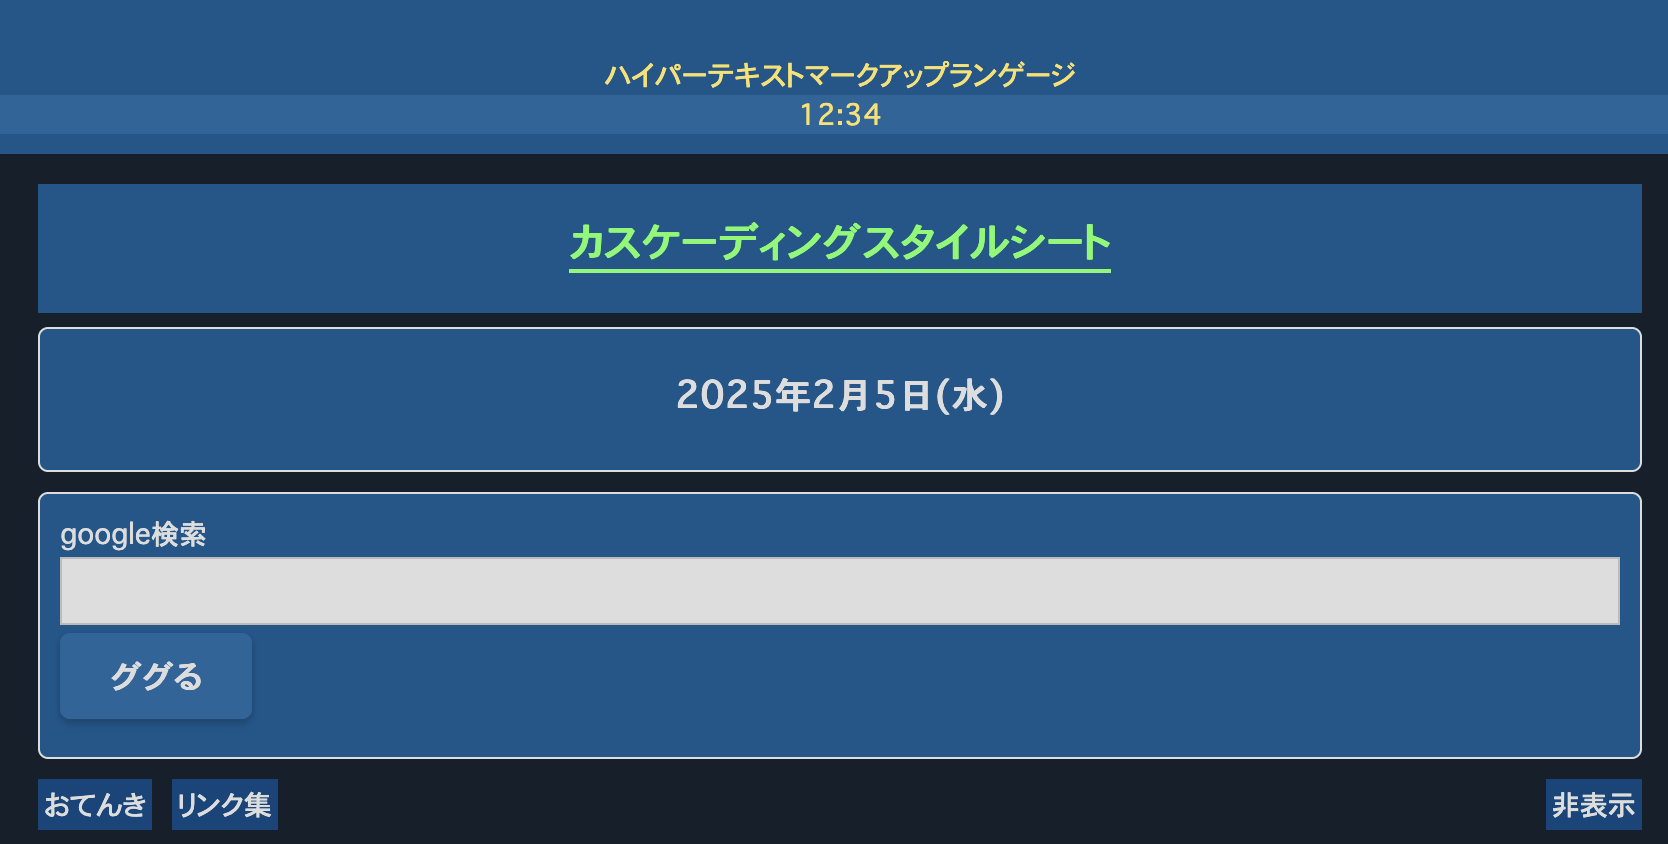 ハイパーテキストマークアップランゲージ
12:34
カスケーディングスタイルシート
2025年2月5日(水)
google検索
ググる
おてんき リンク集 非表示